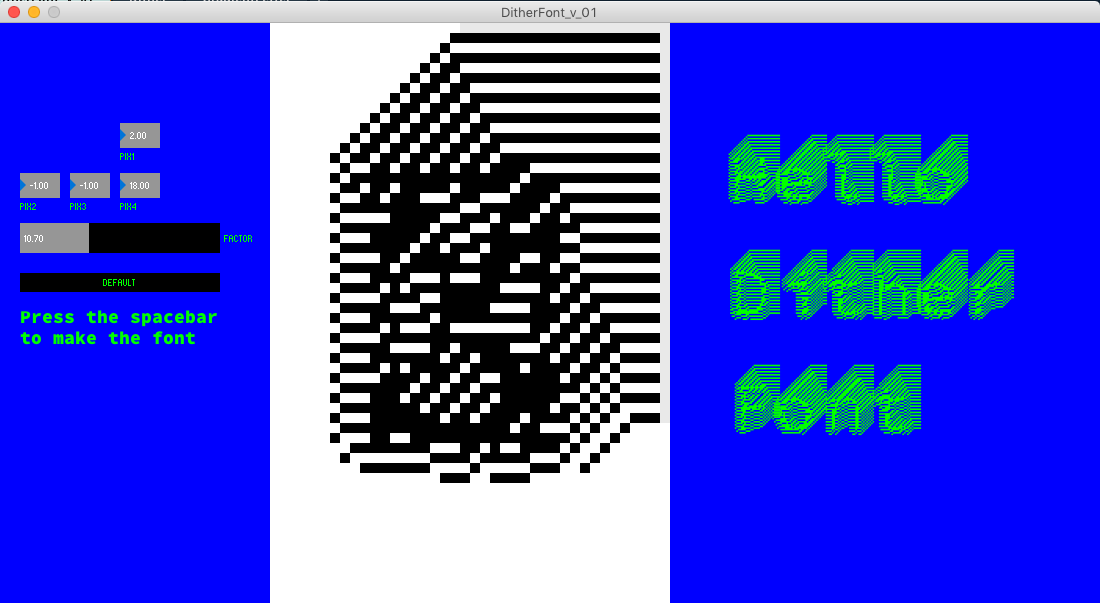 DitherFont_v_01
2.00
PIX1
-1.00 -1.00 18.00
PIX2 PIX3 PIX4
10.70 FACTOR
DEFAULT
Press the spacebar
to make the font
Hello
Dither
Font